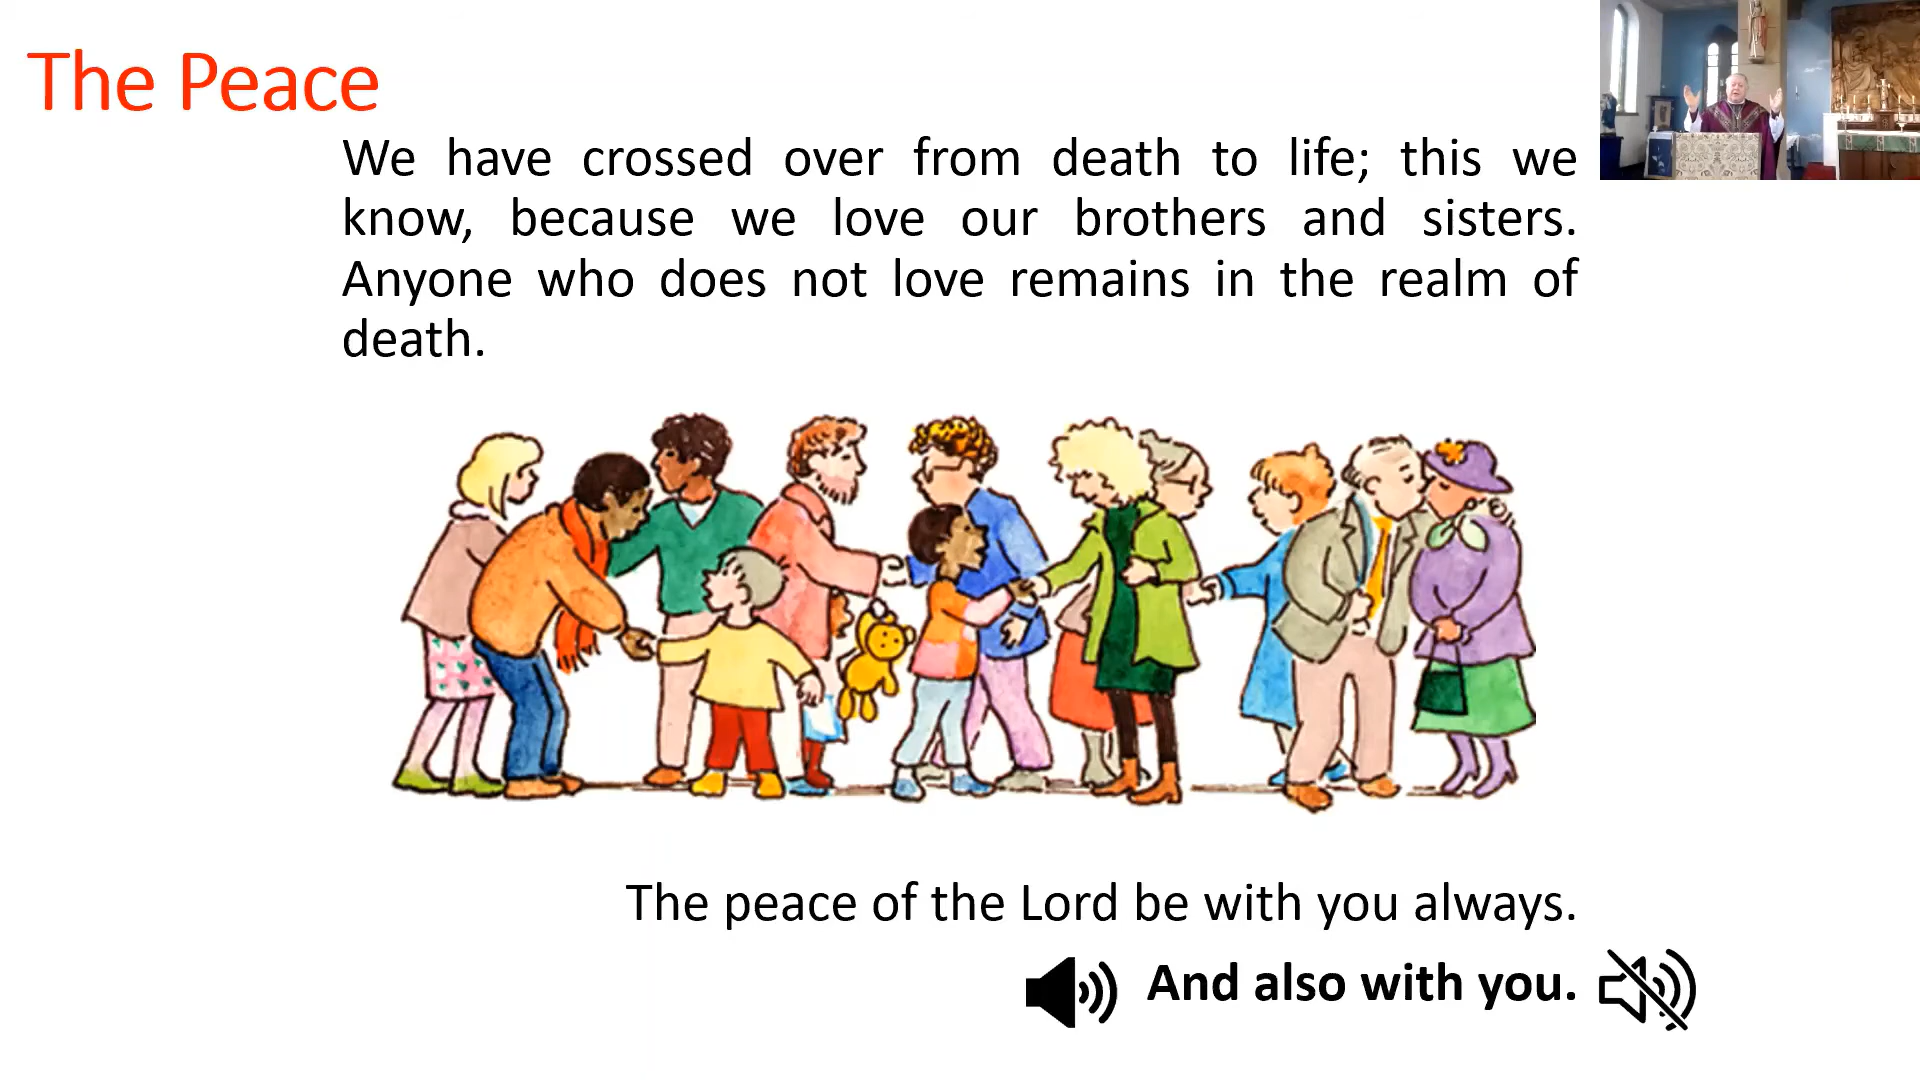 The Peace
We have crossed over from death to life; this we
know, because we love our brothers and sisters.
Anyone who does not love remains in the realm of
death.
The peace of the Lord be with you always.
And also with you.